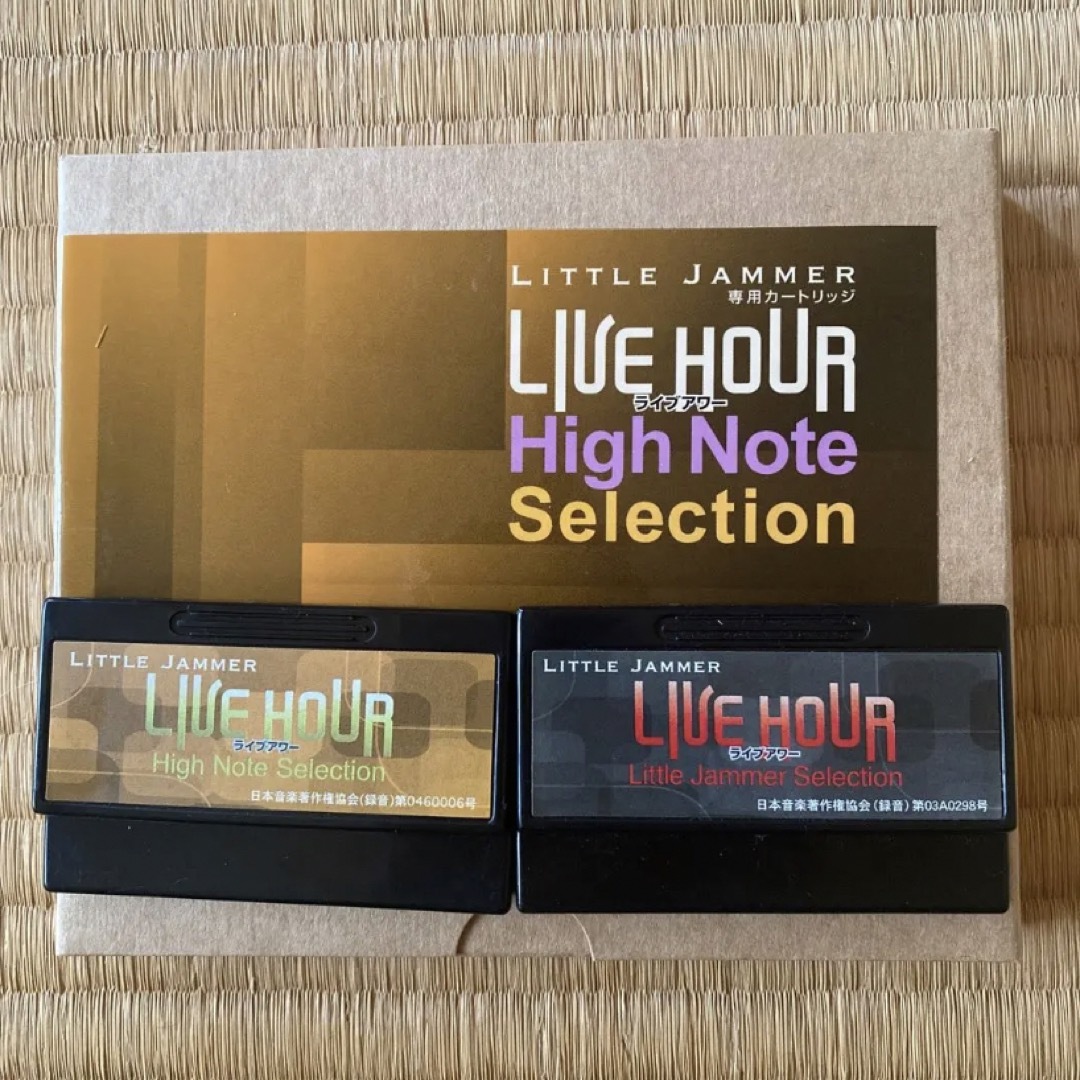 LITTLE JAMMER
専用カートリッジ
LIVE HOUR
ライブアワー
High Note
Selection
LITTLE JAMMER
LIVE HOUR
ライブアワー
High Note Selection
日本音楽著作権協会(録音)第0460006号
LITTLE JAMMER
LIVE HOUR
ライブアワー
Little Jammer Selection
日本音楽著作権協会(録音)第03A0298号